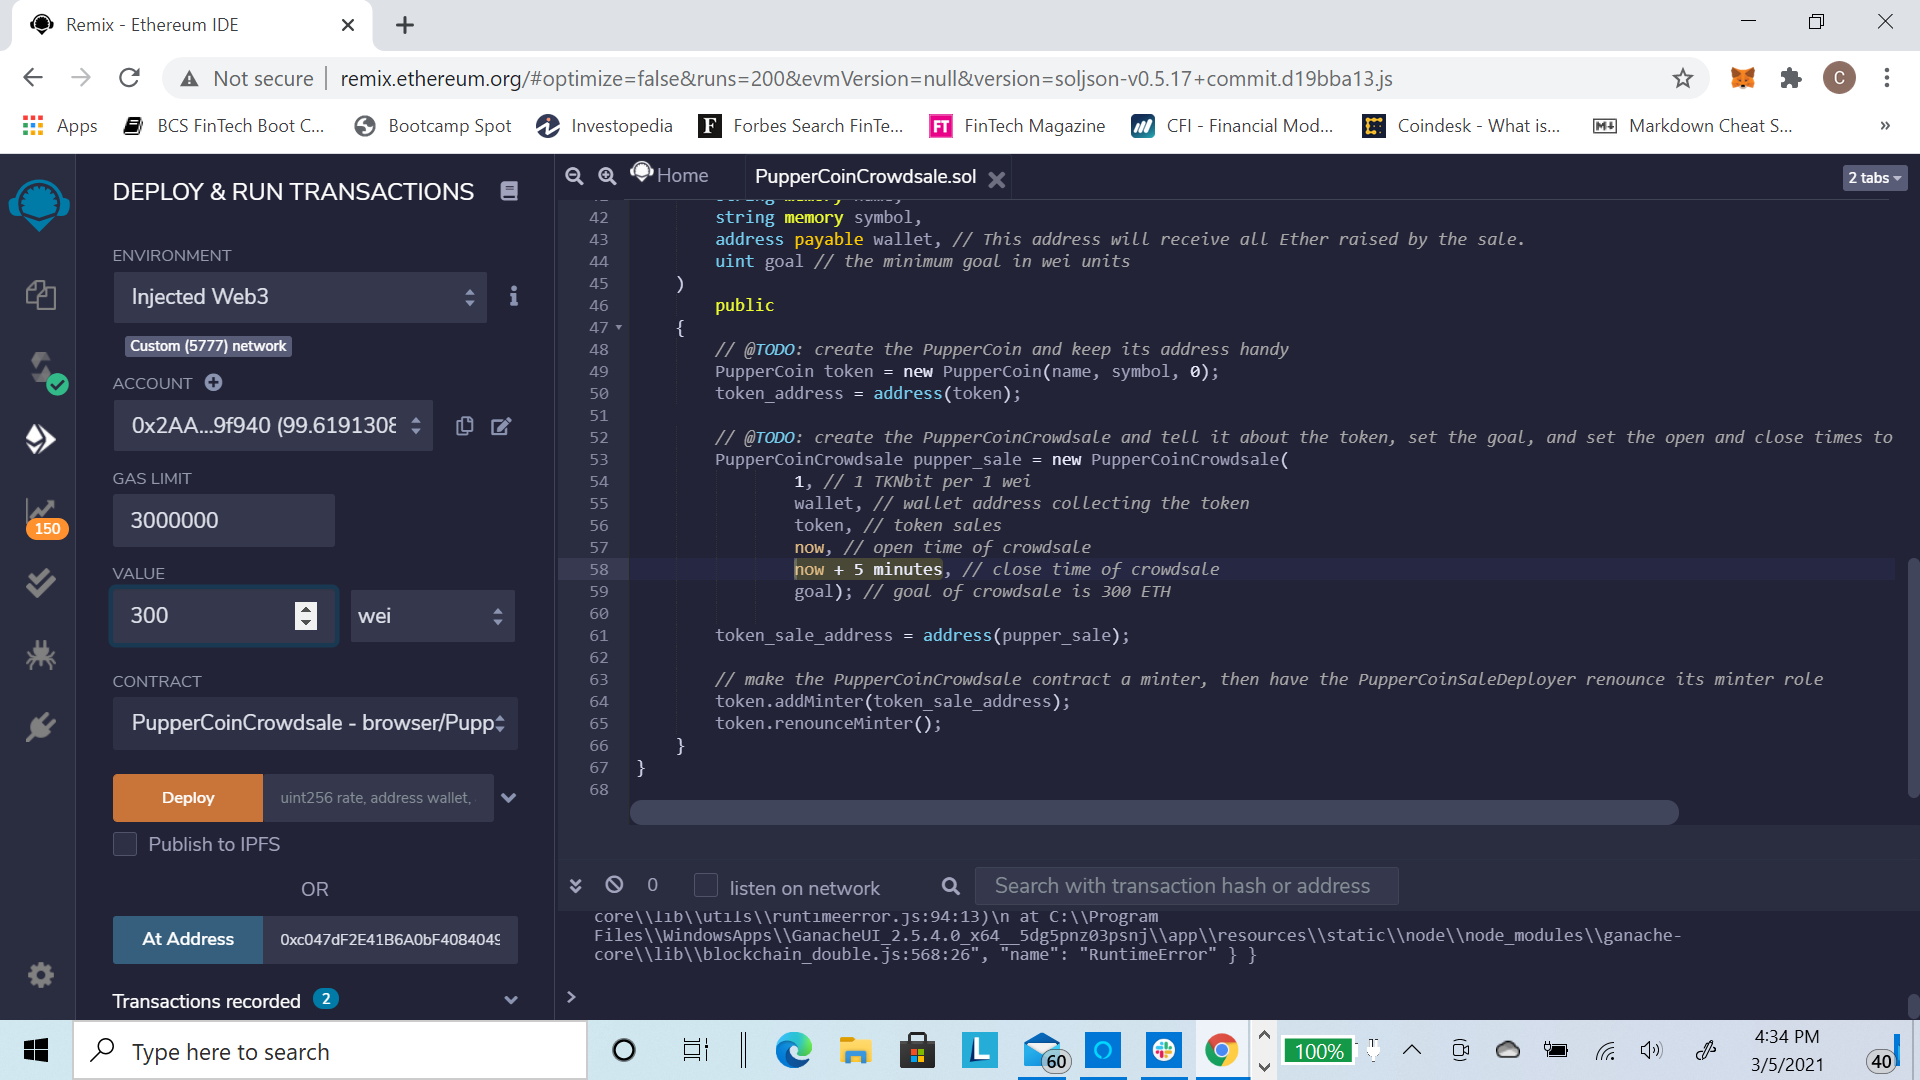 Remix - Ethereum IDE
Not secure
remix.ethereum.org/#optimize=false&runs=200&evmVersion=null&version=soljson-v0.5.17+commit.d19bba13.js
C
Apps
BCS FinTech Boot C...
Bootcamp Spot
Investopedia
Forbes Search FinTe...
FinTech Magazine
CFI - Financial Mod...
Coindesk - What is...
Markdown Cheat S...
»
DEPLOY & RUN TRANSACTIONS
ENVIRONMENT
Injected Web3
Custom (5777) network
ACCOUNT
0x2AA...9f940 (99.6191308
GAS LIMIT
3000000
150
VALUE
300
wei
CONTRACT
PupperCoinCrowdsale - browser/Pupp
Deploy
uint256 rate, address wallet,
Publish to IPFS
OR
At Address
0xc047dF2E41B6A0bF4084049
Transactions recorded 2
Home
PupperCoinCrowdsale.sol
2 tabs
41 string memory name,
42 string memory symbol,
43 address payable wallet, // This address will receive all Ether raised by the sale.
44 uint goal // the minimum goal in wei units
45 )
46 public
47 {
48 // @TODO: create the PupperCoin and keep its address handy
49 PupperCoin token = new PupperCoin(name, symbol, 0);
50 token_address = address(token);
51
52 // @TODO: create the PupperCoinCrowdsale and tell it about the token, set the goal, and set the open and close times to
53 PupperCoinCrowdsale pupper_sale = new PupperCoinCrowdsale(
54 1, // 1 TKNbit per 1 wei
55 wallet, // wallet address collecting the token
56 token, // token sales
57 now, // open time of crowdsale
58 now + 5 minutes, // close time of crowdsale
59 goal); // goal of crowdsale is 300 ETH
60
61 token_sale_address = address(pupper_sale);
62
63 // make the PupperCoinCrowdsale contract a minter, then have the PupperCoinSaleDeployer renounce its minter role
64 token.addMinter(token_sale_address);
65 token.renounceMinter();
66 }
67 }
68
0
listen on network
Search with transaction hash or address
core\\lib\\utils\\runtimeerror.js:94:13)\n at C:\\Program
Files\\WindowsApps\\GanacheUI_2.5.4.0_x64__5dg5pnz03psnj\\app\\resources\\static\\node\\node_modules\\ganache-
core\\lib\\blockchain_double.js:568:26", "name": "RuntimeError" } }
>
Type here to search
60
100%
4:34 PM
3/5/2021
40